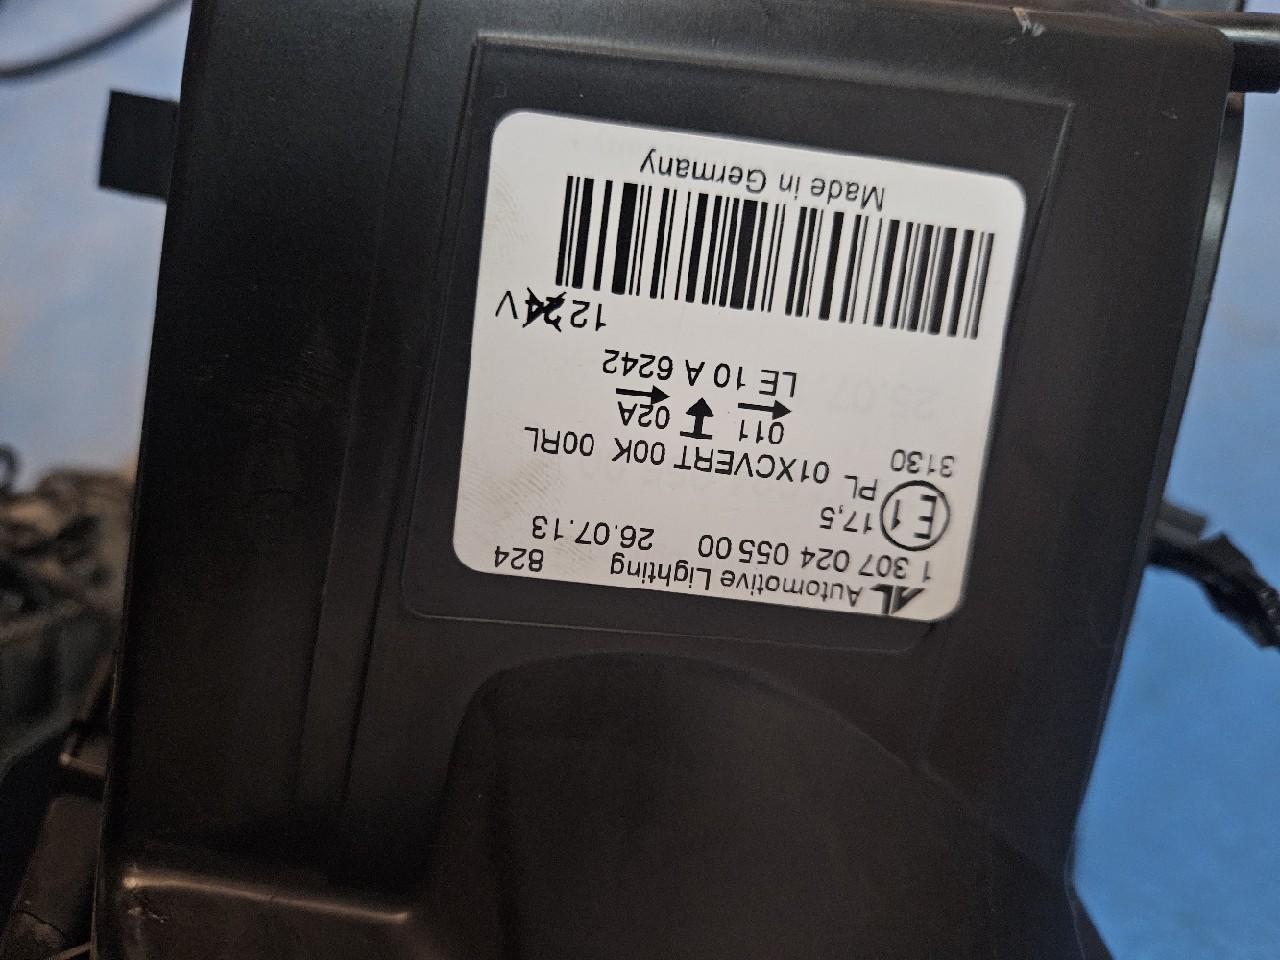 AL Automotive Lighting 824
1 307 024 055 00 26.07.13
E1 17,5
PL 01XCVERT 00K 00RL
3130
011 02A
LE 10 A 6242
12 24V
Made in Germany